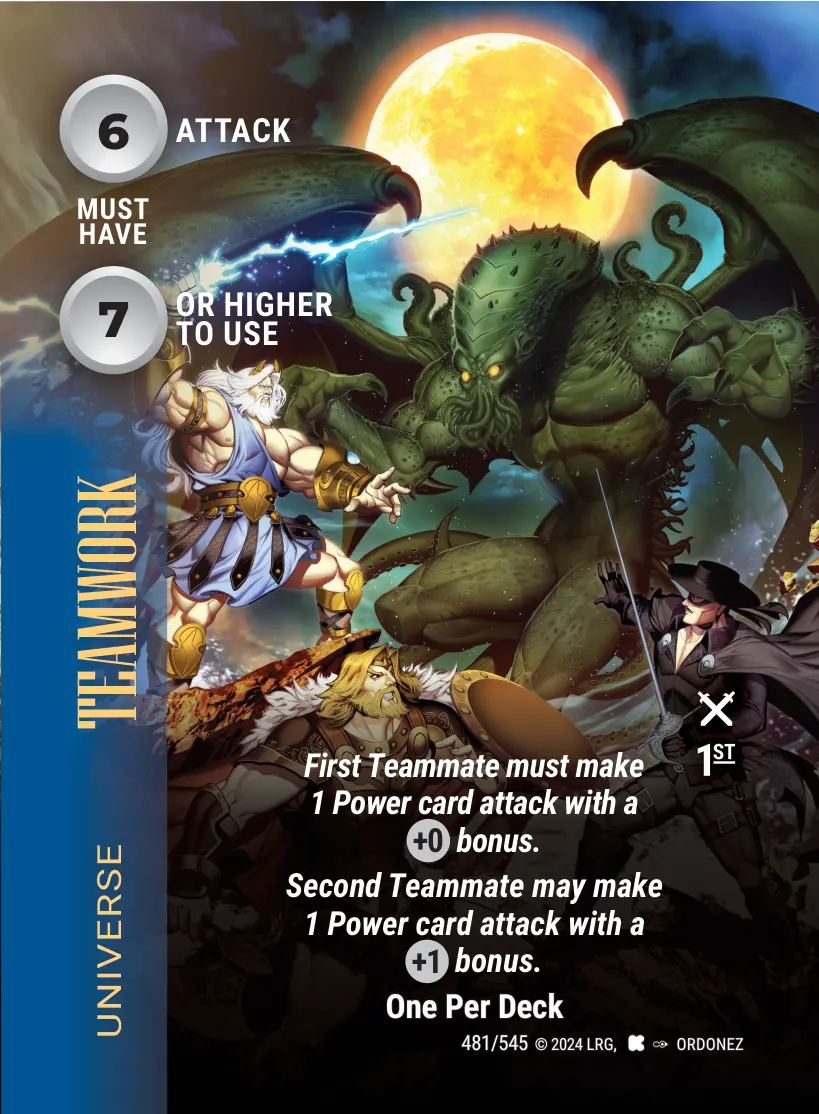 6 ATTACK
MUST
HAVE
7 OR HIGHER
TO USE
TEAMWORK
UNIVERSE
1ST
First Teammate must make
1 Power card attack with a
+0 bonus.
Second Teammate may make
1 Power card attack with a
+1 bonus.
One Per Deck
481/545 © 2024 LRG, ORDONEZ